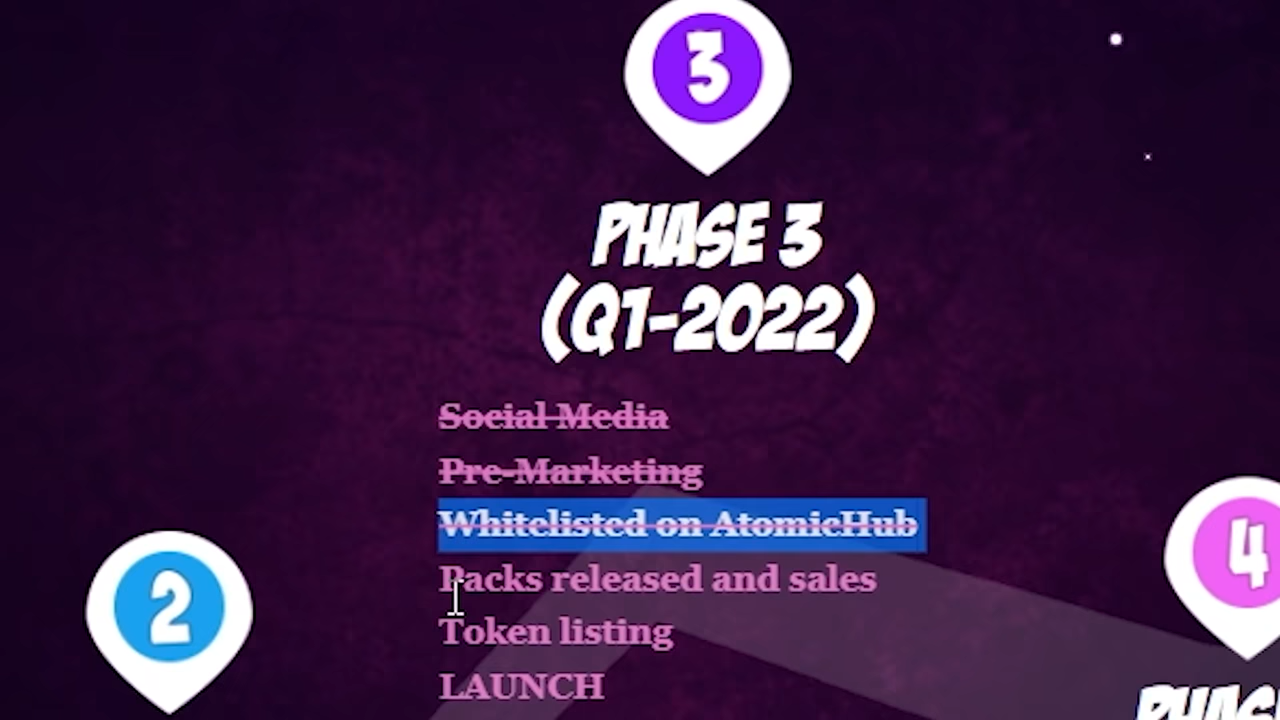 3
PHASE 3
(Q1-2022)
Social Media
Pre-Marketing
Whitelisted on AtomicHub
Packs released and sales
Token listing
LAUNCH
2
4